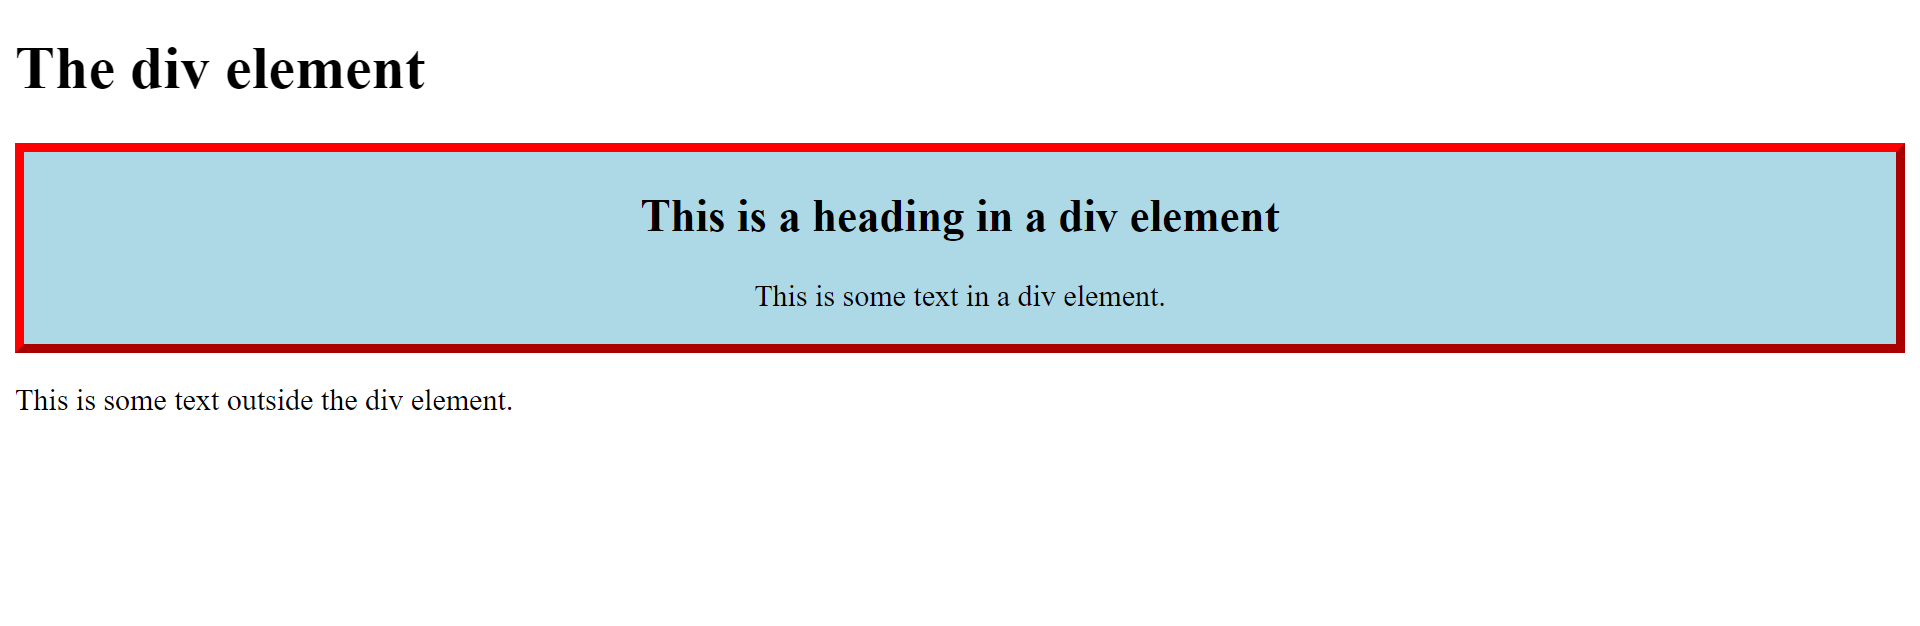 The div element
This is a heading in a div element
This is some text in a div element.
This is some text outside the div element.